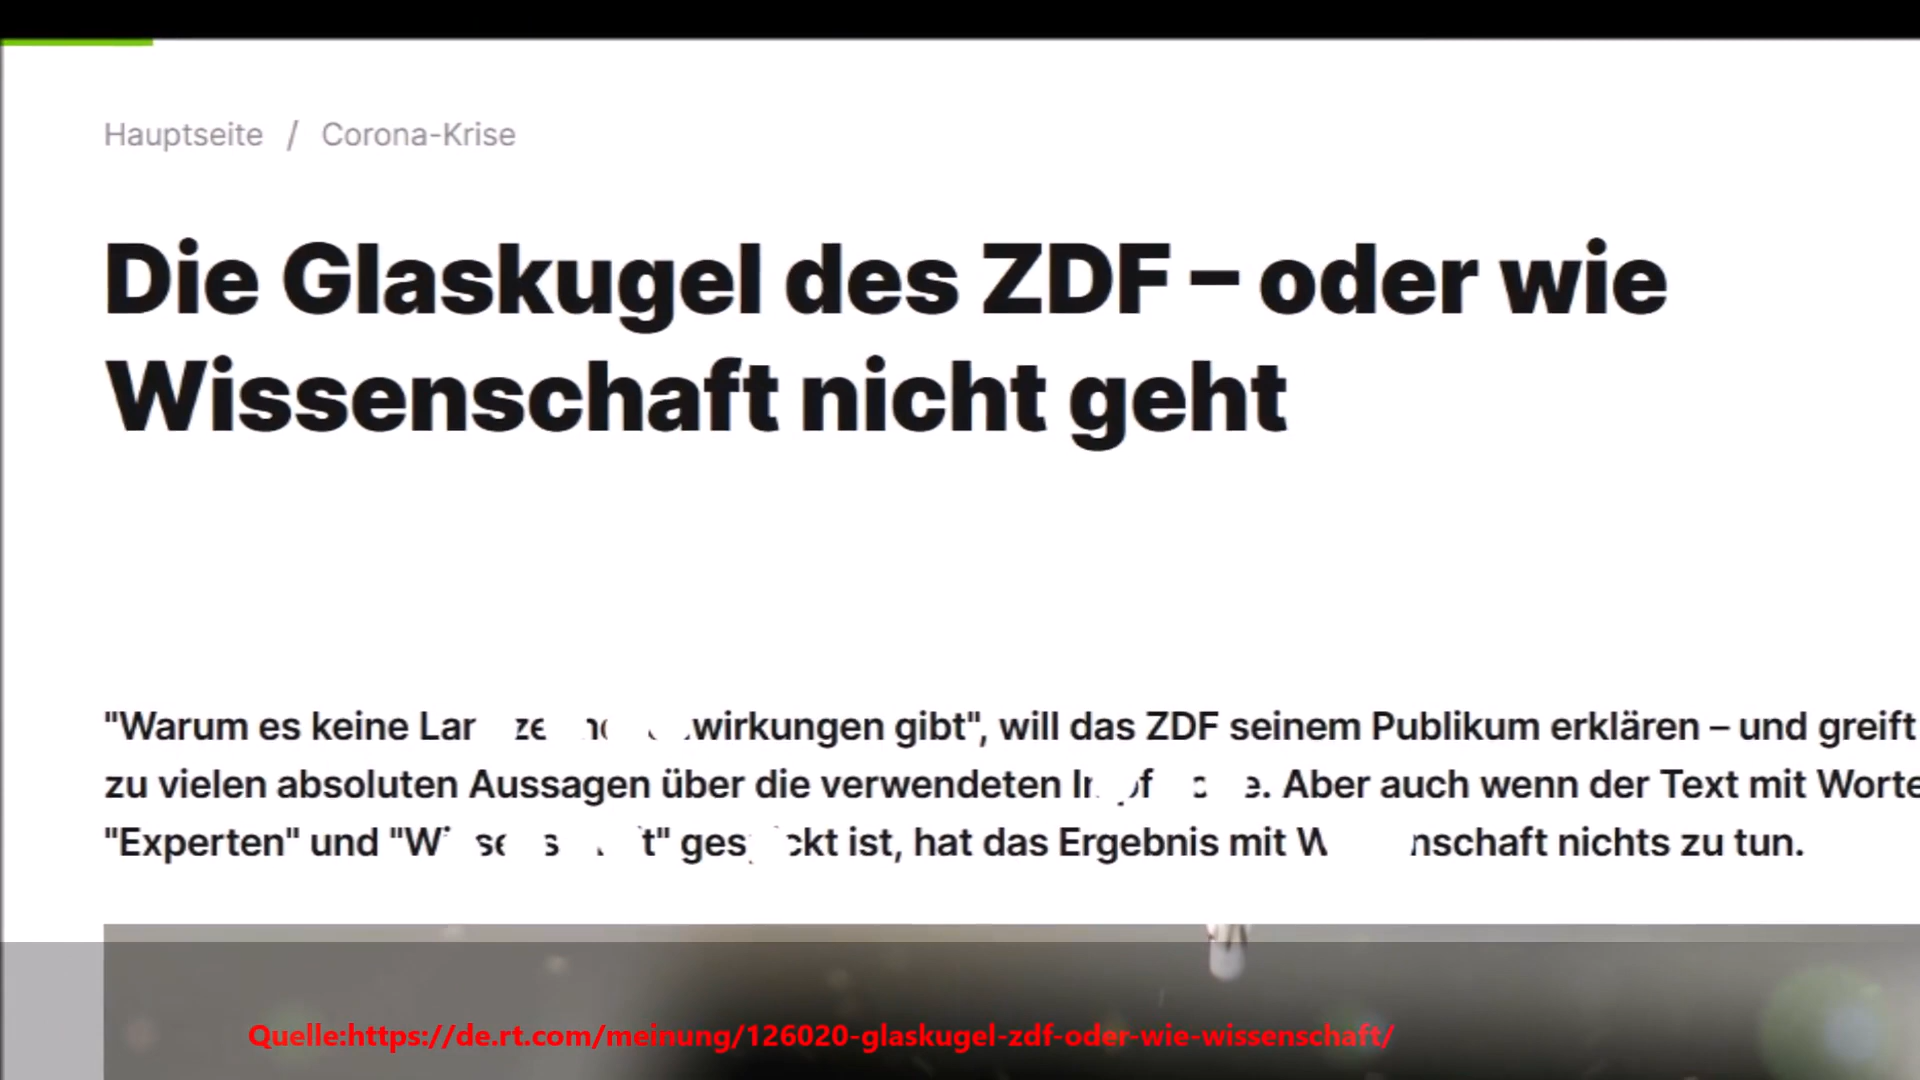 Hauptseite / Corona-Krise
Die Glaskugel des ZDF – oder wie
Wissenschaft nicht geht
"Warum es keine gibt", will das ZDF seinem Publikum erklären – und greift
zu vielen absoluten Aussagen über die verwendeten Aber auch wenn der Text mit Worte
"Experten" und ist, hat das Ergebnis mit nichts zu tun.
Quelle:https://de.rt.com/meinung/126020-glaskugel-zdf-oder-wie-wissenschaft/